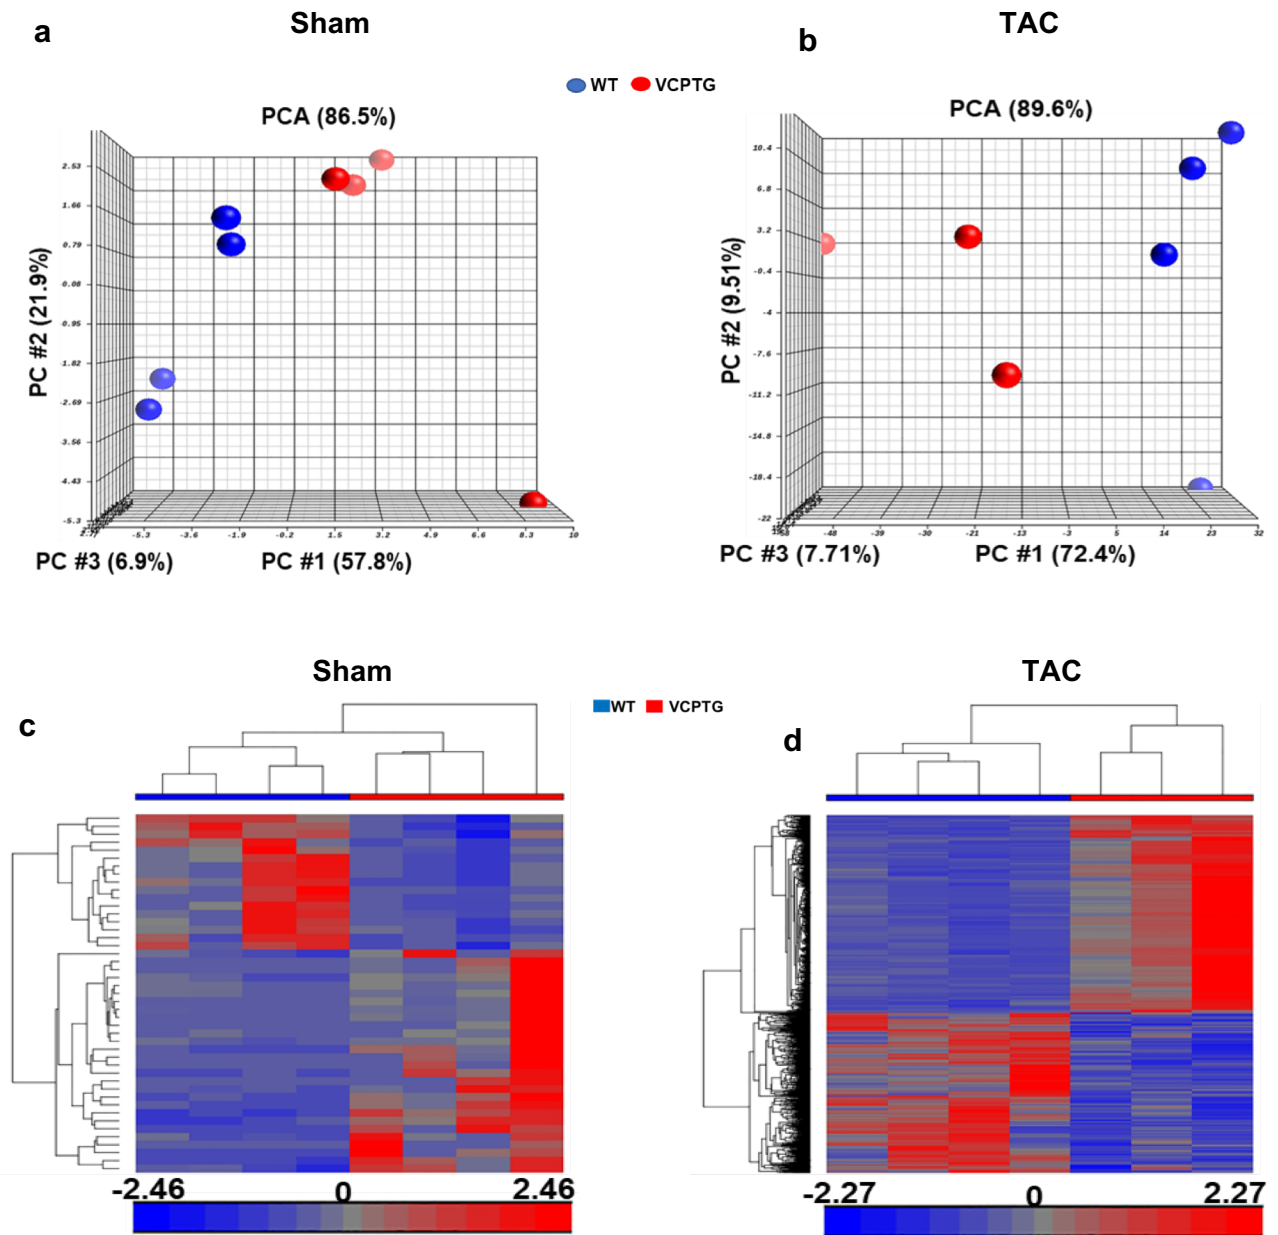 a
Sham
b
TAC
WT VCPTG
PCA (86.5%)
PC #2 (21.9%)
2.53
1.66
0.79
0.08
0.95
-1.82
-2.69
-3.56
-4.43
-5.3
-5.3 -3.6 -1.9 -0.2 1.5 3.2 4.9 6.6 8.3 10
PC #3 (6.9%) PC #1 (57.8%)
PCA (89.6%)
PC #2 (9.51%)
10.4
6.8
3.2
-0.4
-4
-7.6
-11.2
-14.8
-18.4
-22
-48 -39 -30 -21 -13 -3 5 14 23 32
PC #3 (7.71%) PC #1 (72.4%)
Sham
TAC
WT VCPTG
c
d
-2.46 0 2.46
-2.27 0 2.27